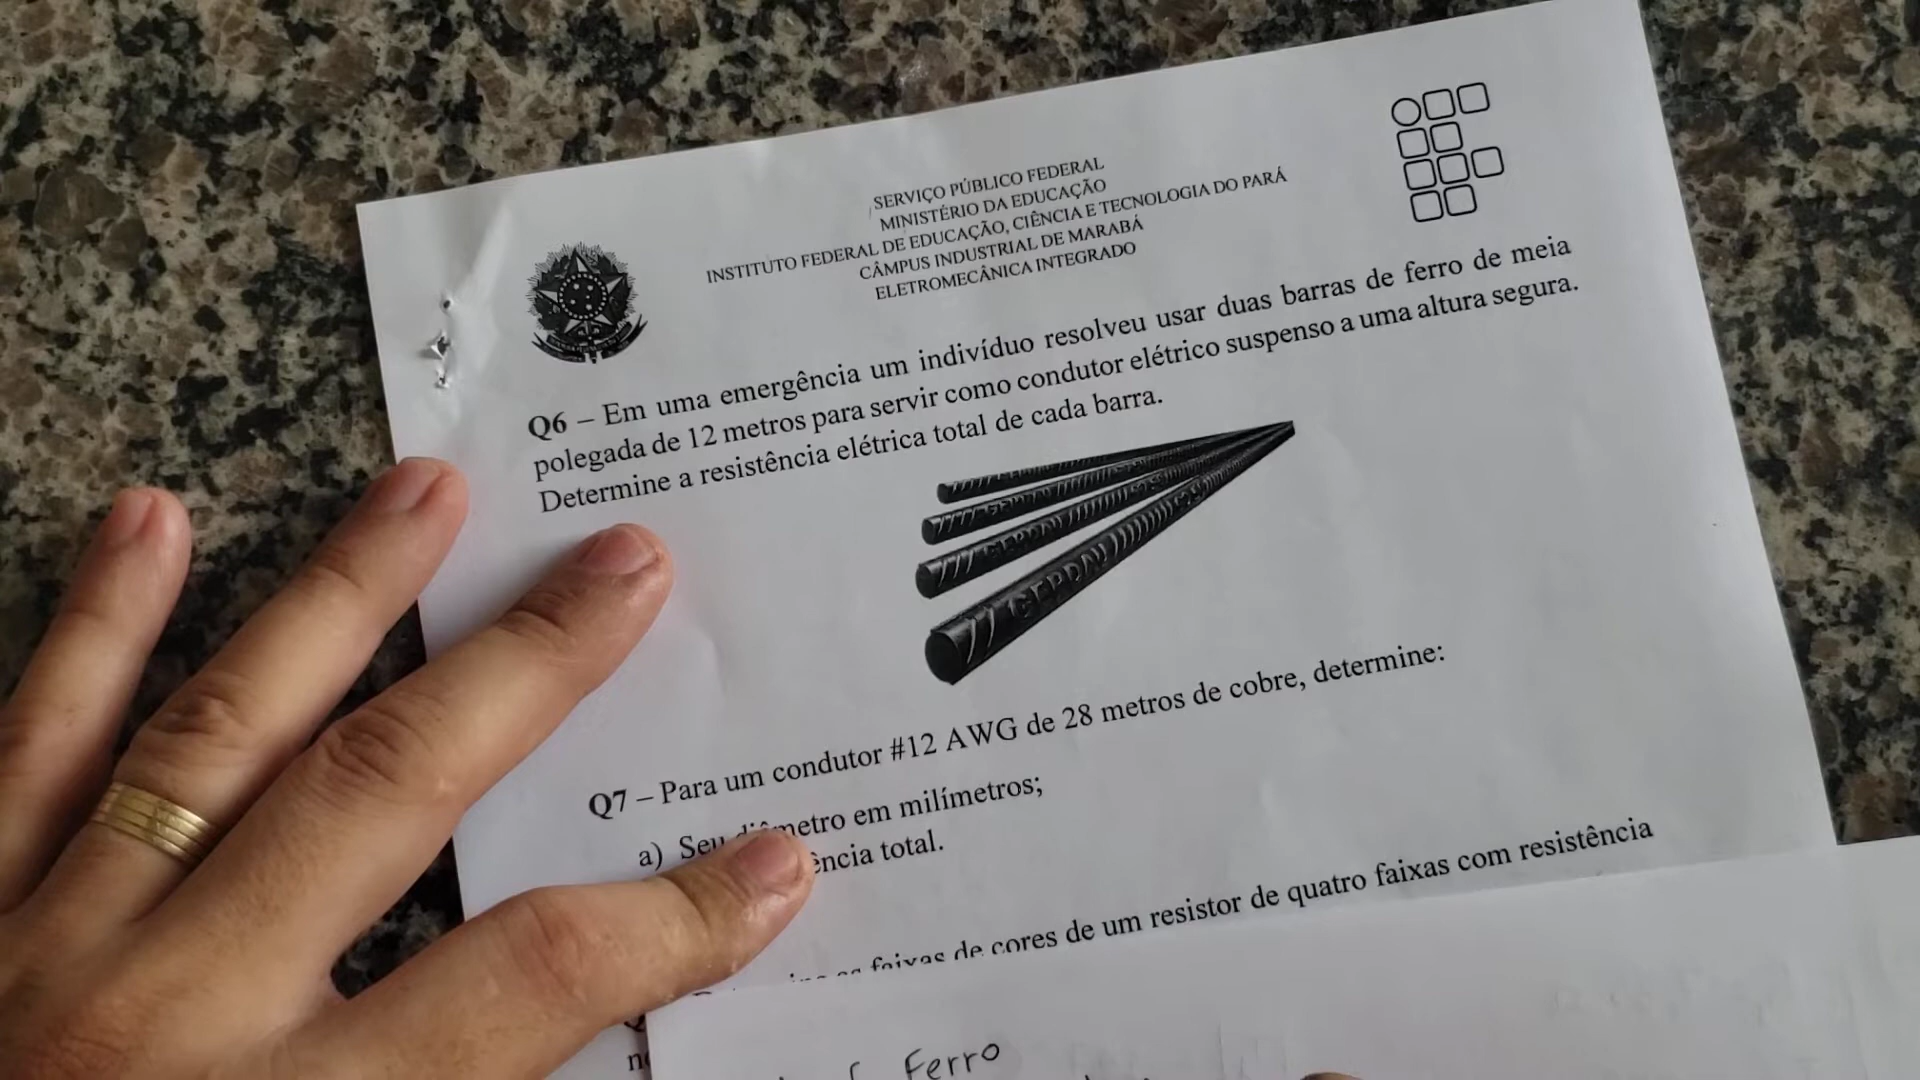 SERVIÇO PÚBLICO FEDERAL
MINISTÉRIO DA EDUCAÇÃO
INSTITUTO FEDERAL DE EDUCAÇÃO, CIÊNCIA E TECNOLOGIA DO PARÁ
CÂMPUS INDUSTRIAL DE MARABÁ
ELETROMECÂNICA INTEGRADO
Q6 – Em uma emergência um indivíduo resolveu usar duas barras de ferro de meia
polegada de 12 metros para servir como condutor elétrico suspenso a uma altura segura.
Determine a resistência elétrica total de cada barra.
GERDAU
Q7 – Para um condutor #12 AWG de 28 metros de cobre, determine:
a) Seu diâmetro em milímetros;
total.
faixas de cores de um resistor de quatro faixas com resistência
Ferro